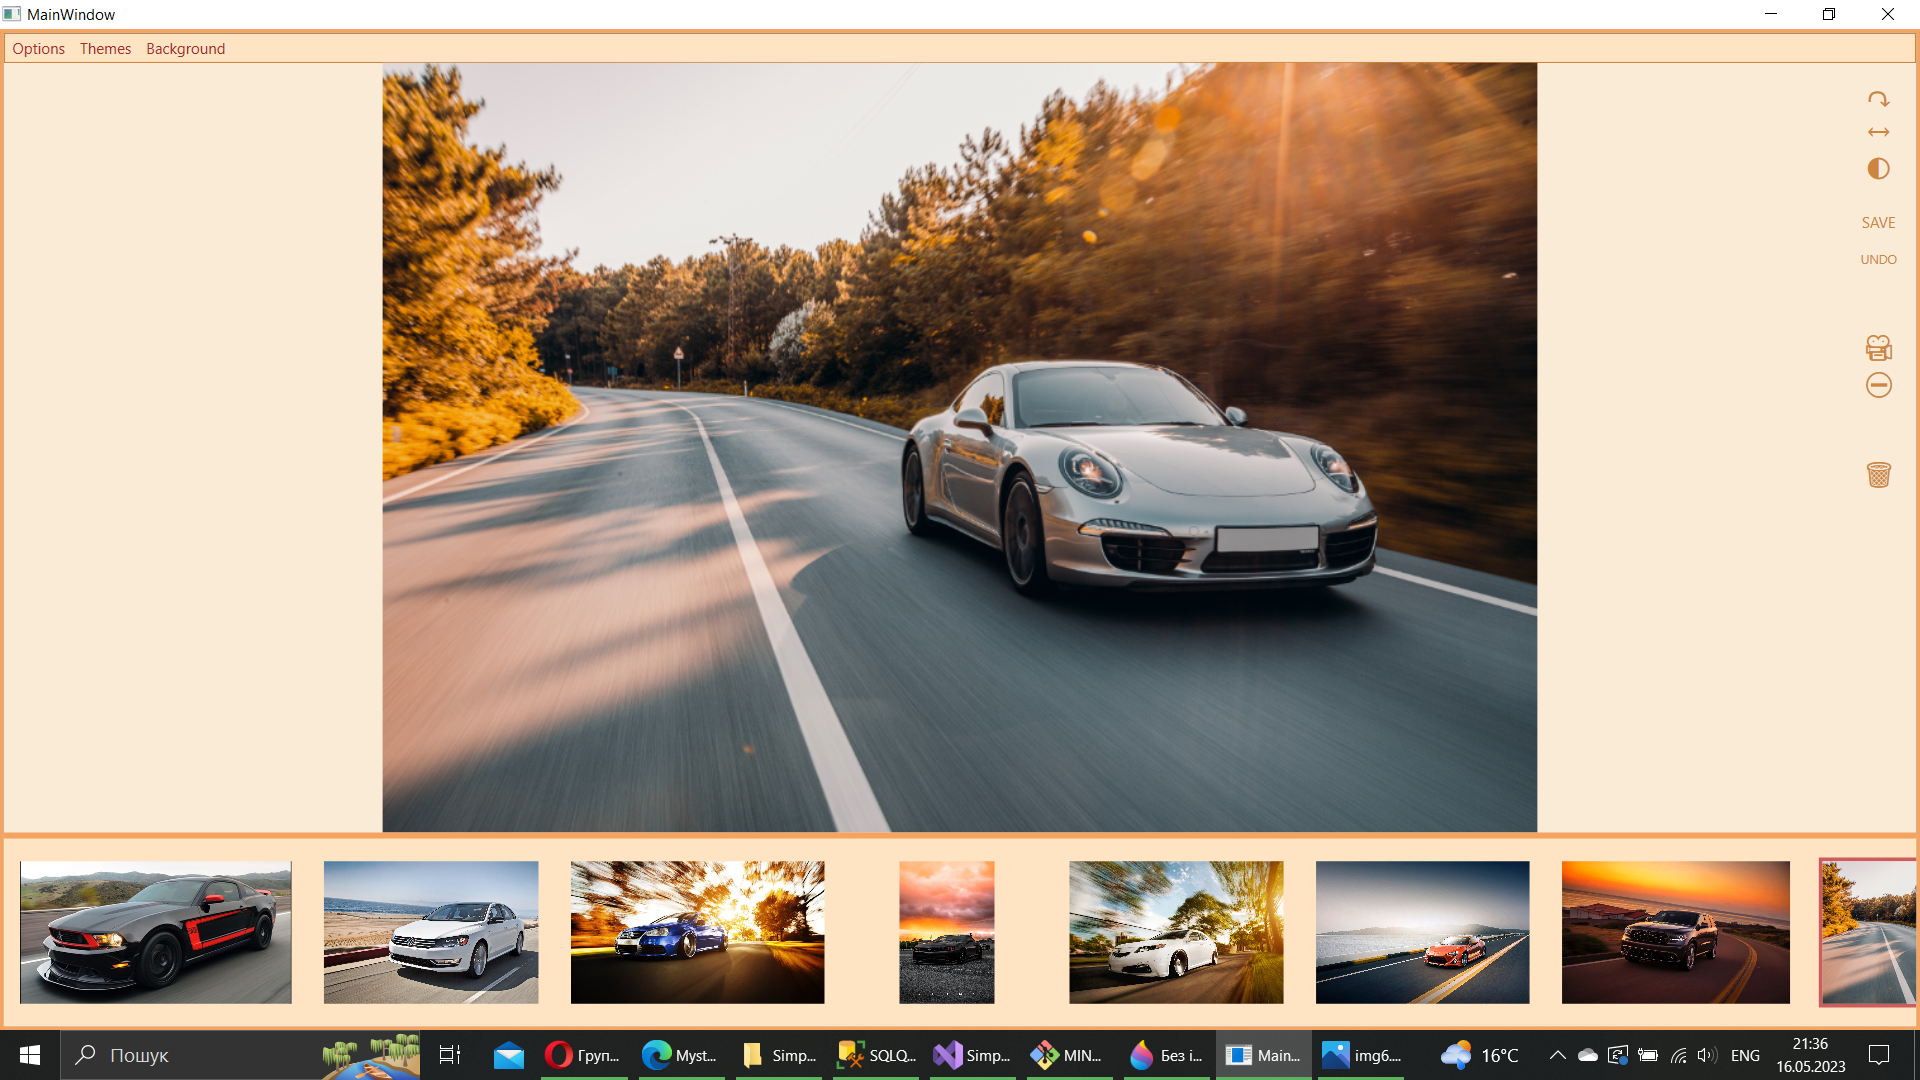 MainWindow
Options Themes Background
SAVE
UNDO
Пошук
Груп...
Myst...
Simp...
SQLQ...
Simp...
MIN...
Без і...
Main...
img6....
16°C
ENG
21:36
16.05.2023